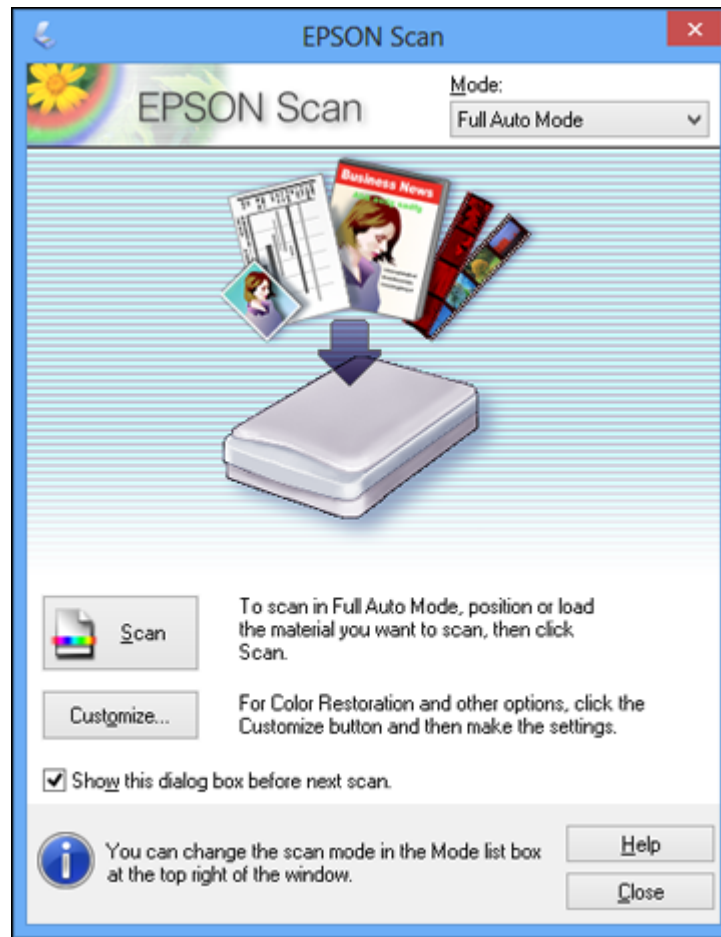 EPSON Scan
EPSON Scan
Mode:
Full Auto Mode
Business News
Scan
To scan in Full Auto Mode, position or load
the material you want to scan, then click
Scan.
Customize...
For Color Restoration and other options, click the
Customize button and then make the settings.
Show this dialog box before next scan.
You can change the scan mode in the Mode list box
at the top right of the window.
Help
Close